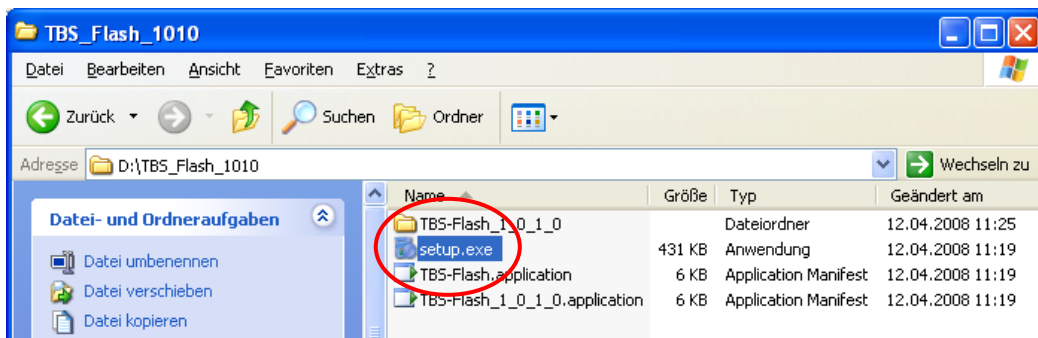 TBS_Flash_1010
Datei Bearbeiten Ansicht Favoriten Extras ?
Zurück Suchen Ordner
Adresse D:\TBS_Flash_1010 Wechseln zu
Name Größe Typ Geändert am
Datei- und Ordneraufgaben
TBS-Flash_1_0_1_0 Dateiordner 12.04.2008 11:25
setup.exe 431 KB Anwendung 12.04.2008 11:19
Datei umbenennen
TBS-Flash.application 6 KB Application Manifest 12.04.2008 11:19
Datei verschieben
TBS-Flash_1_0_1_0.application 6 KB Application Manifest 12.04.2008 11:19
Datei kopieren